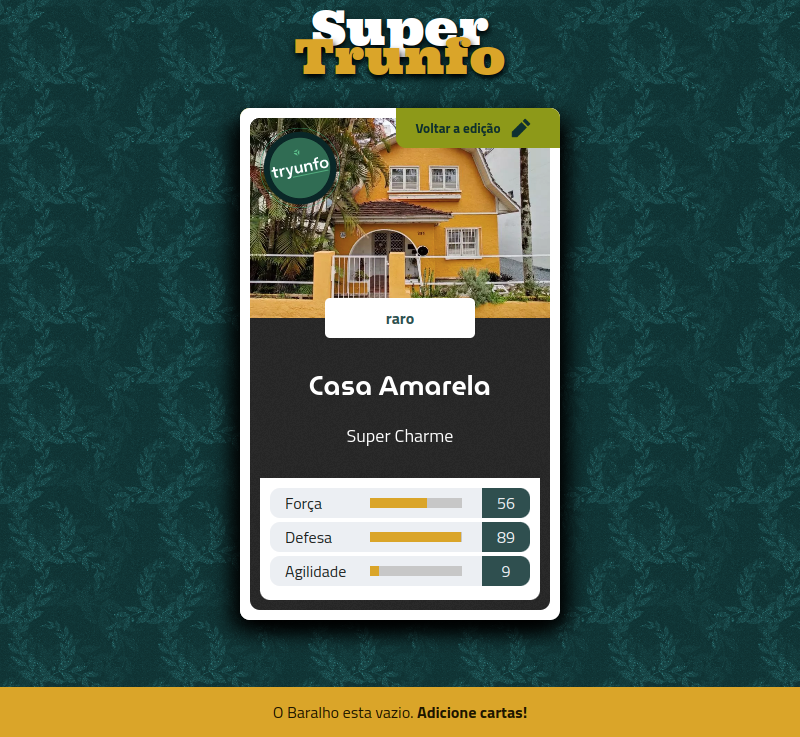 Super
Trunfo
Voltar a edição
tryunfo
raro
Casa Amarela
Super Charme
Força 56
Defesa 89
Agilidade 9
O Baralho esta vazio. Adicione cartas!